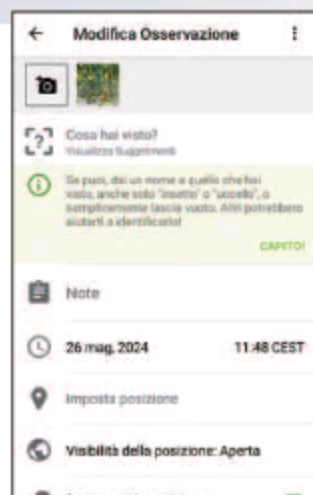 Modifica Osservazione
Cosa hai visto?
Visualizza Suggerimenti
Se puoi, dai un nome a quello che hai
visto, anche solo "insetto" o "uccello", o
semplicemente lascia vuoto. Altri potrebbero
aiutarti a identificarlo!
CAPITO!
Note
26 mag, 2024 11:48 CEST
Imposta posizione
Visibilità della posizione: Aperta